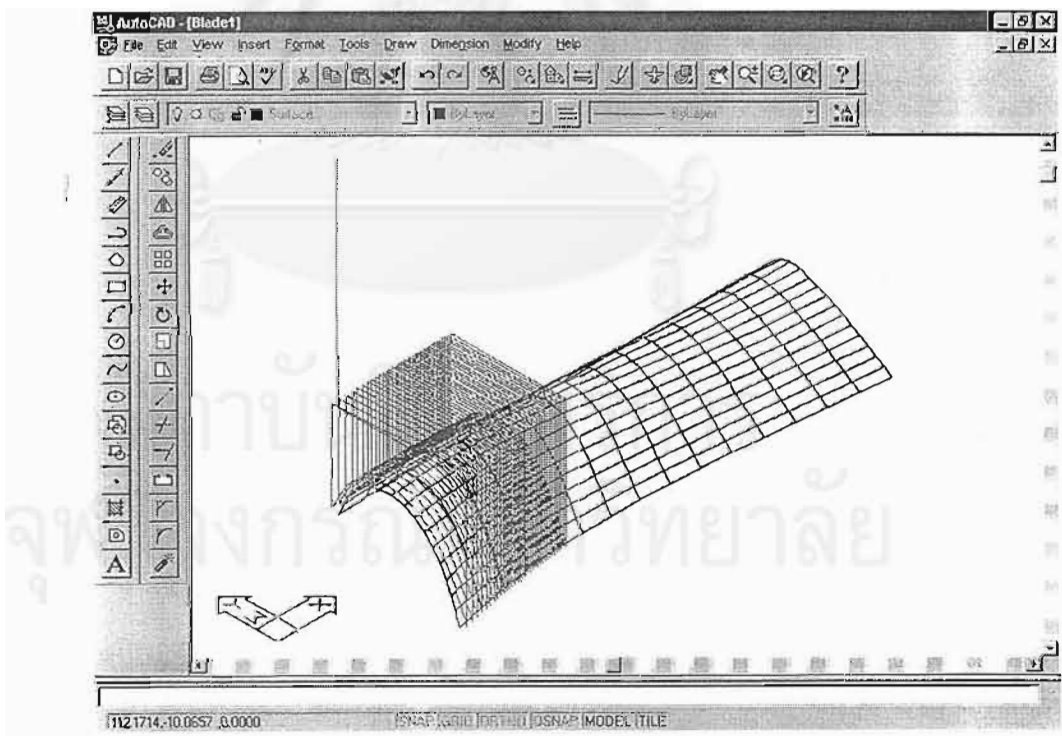 AutoCAD - [Blade1]
File Edit View Insert Format Tools Draw Dimension Modify Help
Surface ByLayer ByLayer
A
X
Y
W
112.1714,-10.0657 ,0.0000 SNAP GRID ORTHO OSNAP MODEL TILE
จุฬาลงกรณ์มหาวิทยาลัย